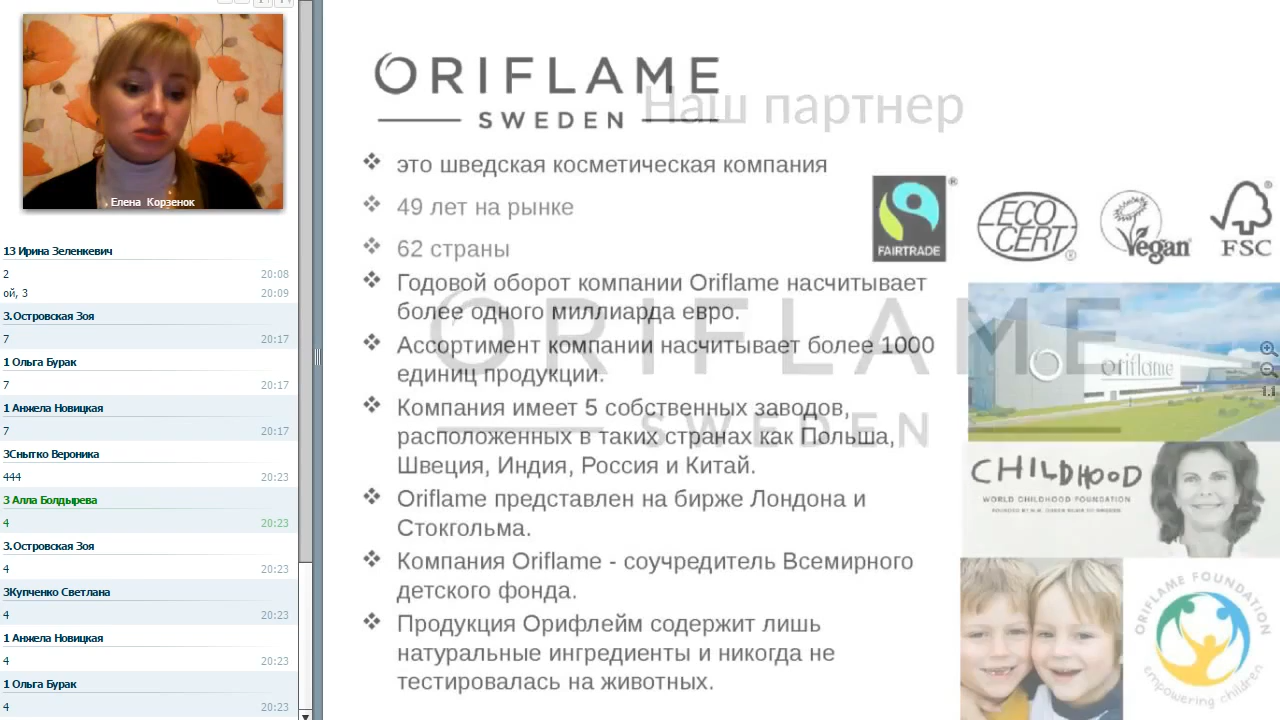 Елена Корзенок
13 Ирина Зеленкевич
2 20:08
ой, 3 20:09
3.Островская Зоя
7 20:17
1 Ольга Бурак
7 20:17
1 Анжела Новицкая
7 20:17
3Снытко Вероника
444 20:23
3 Алла Болдырева
4 20:23
3.Островская Зоя
4 20:23
3Купченко Светлана
4 20:23
1 Анжела Новицкая
4 20:23
1 Ольга Бурак
4 20:23
ORIFLAME
SWEDEN
Наш партнер
это шведская косметическая компания
49 лет на рынке
62 страны
Годовой оборот компании Oriflame насчитывает
более одного миллиарда евро.
Ассортимент компании насчитывает более 1000
единиц продукции.
Компания имеет 5 собственных заводов,
расположенных в таких странах как Польша,
Швеция, Индия, Россия и Китай.
Oriflame представлен на бирже Лондона и
Стокгольма.
Компания Oriflame - соучредитель Всемирного
детского фонда.
Продукция Орифлейм содержит лишь
натуральные ингредиенты и никогда не
тестировалась на животных.
ORIFLAME
SWEDEN
FAIRTRADE
ECO
CERT
Vegan
FSC
oriflame
CHILDHOOD
WORLD CHILDHOOD FOUNDATION
ORIFLAME FOUNDATION
empowering children